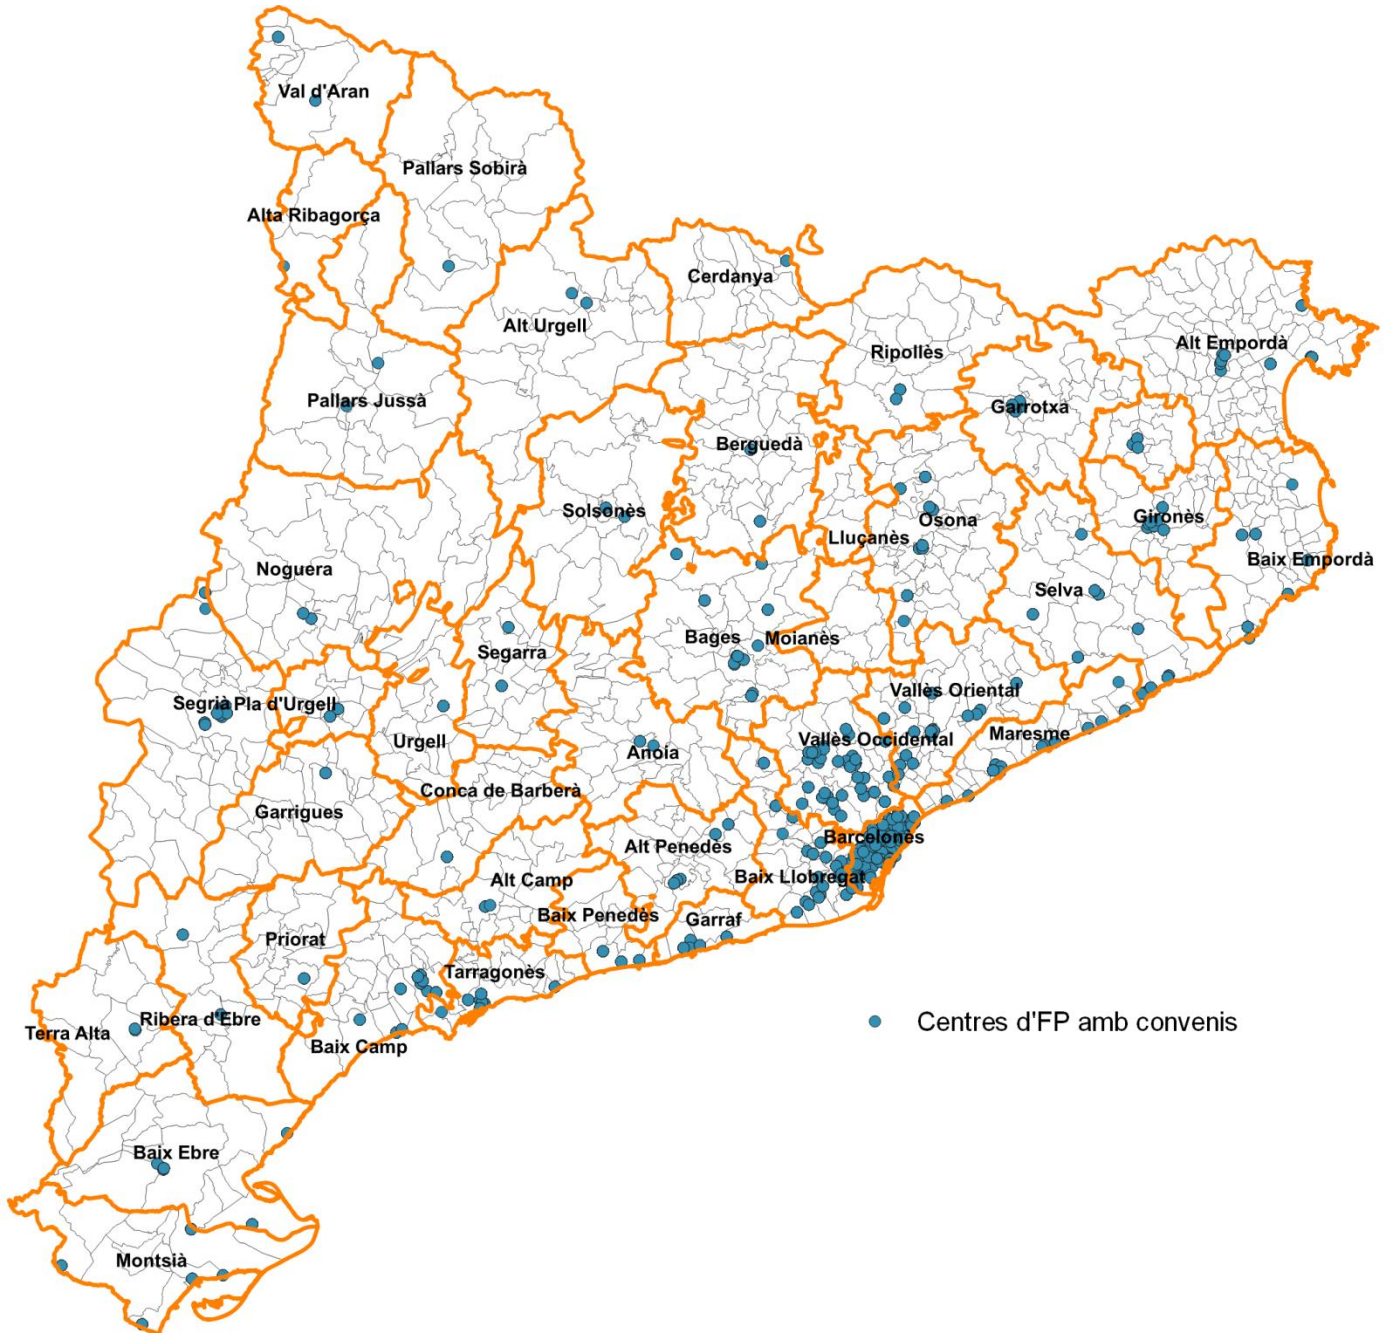 Val d'Aran
Pallars Sobirà
Alta Ribagorça
Cerdanya
Alt Urgell
Alt Empordà
Ripollès
Pallars Jussà
Garrotxa
Berguedà
Solsonès
Osona
Gironès
Lluçanès
Baix Empordà
Noguera
Selva
Bages
Moianès
Segarra
Vallès Oriental
Segrià
Pla d'Urgell
Maresme
Urgell
Vallès Occidental
Anoia
Conca de Barberà
Garrigues
Barcelonès
Alt Penedès
Baix Llobregat
Alt Camp
Baix Penedès
Garraf
Priorat
Tarragonès
Ribera d'Ebre
Centres d'FP amb convenis
Terra Alta
Baix Camp
Baix Ebre
Montsià